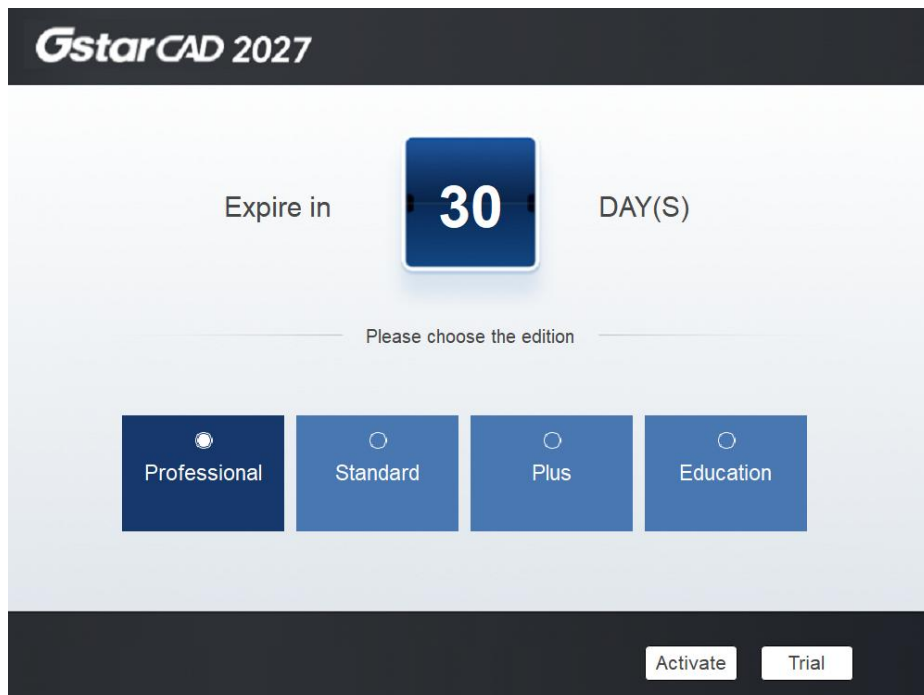 GstarCAD 2027
Expire in 30 DAY(S)
Please choose the edition
Professional Standard Plus Education
Activate Trial